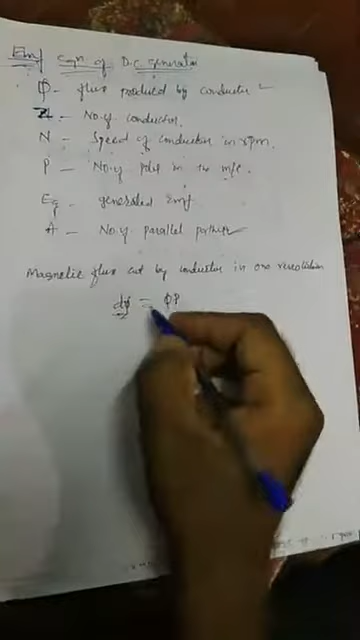 Emf Eqn of D.C generator
Φ - flux produced by conductor
Z - No.of conductor.
N - Speed of conductor in rpm.
P - No.of poles in the m/c.
Eg - generated Emf
A - No.of parallel paths
Magnetic flux cut by conductor in one revolution
dφ = ΦP